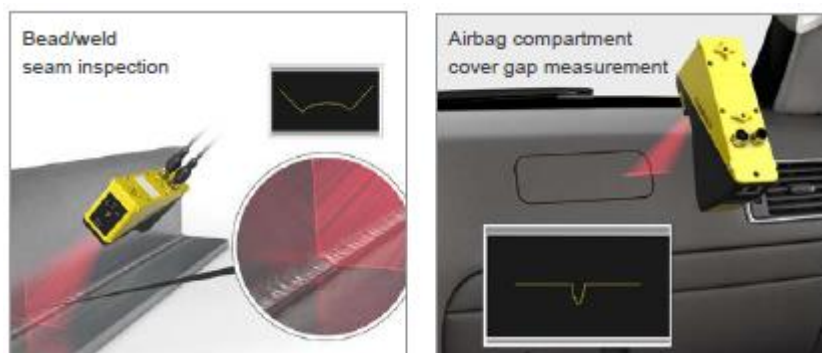 Bead/weld
seam inspection
Airbag compartment
cover gap measurement